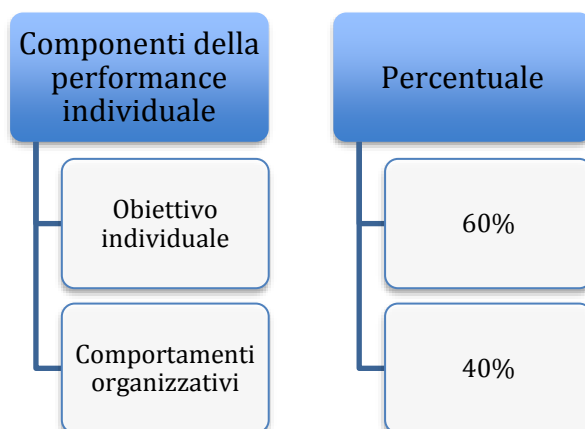 Componenti della
performance
individuale
Percentuale
Obiettivo
individuale
60%
Comportamenti
organizzativi
40%